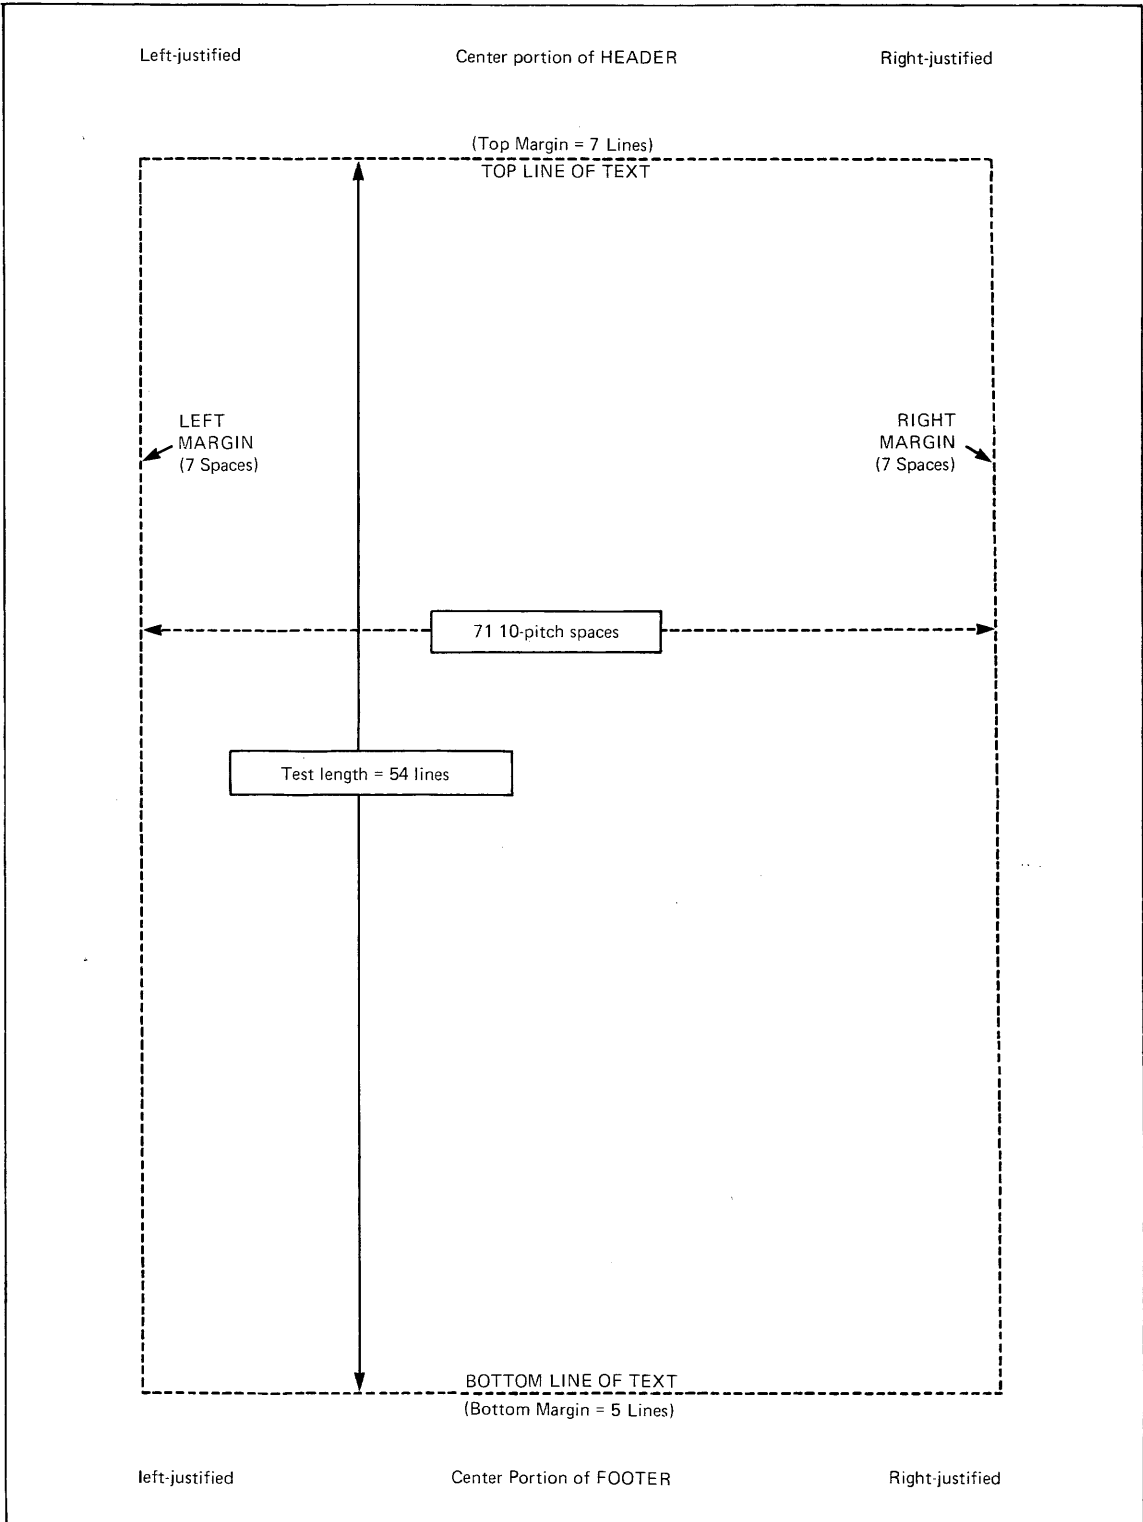 Left-justified Center portion of HEADER Right-justified
(Top Margin = 7 Lines)
TOP LINE OF TEXT
LEFT
MARGIN
(7 Spaces)
RIGHT
MARGIN
(7 Spaces)
71 10-pitch spaces
Test length = 54 lines
BOTTOM LINE OF TEXT
(Bottom Margin = 5 Lines)
left-justified Center Portion of FOOTER Right-justified